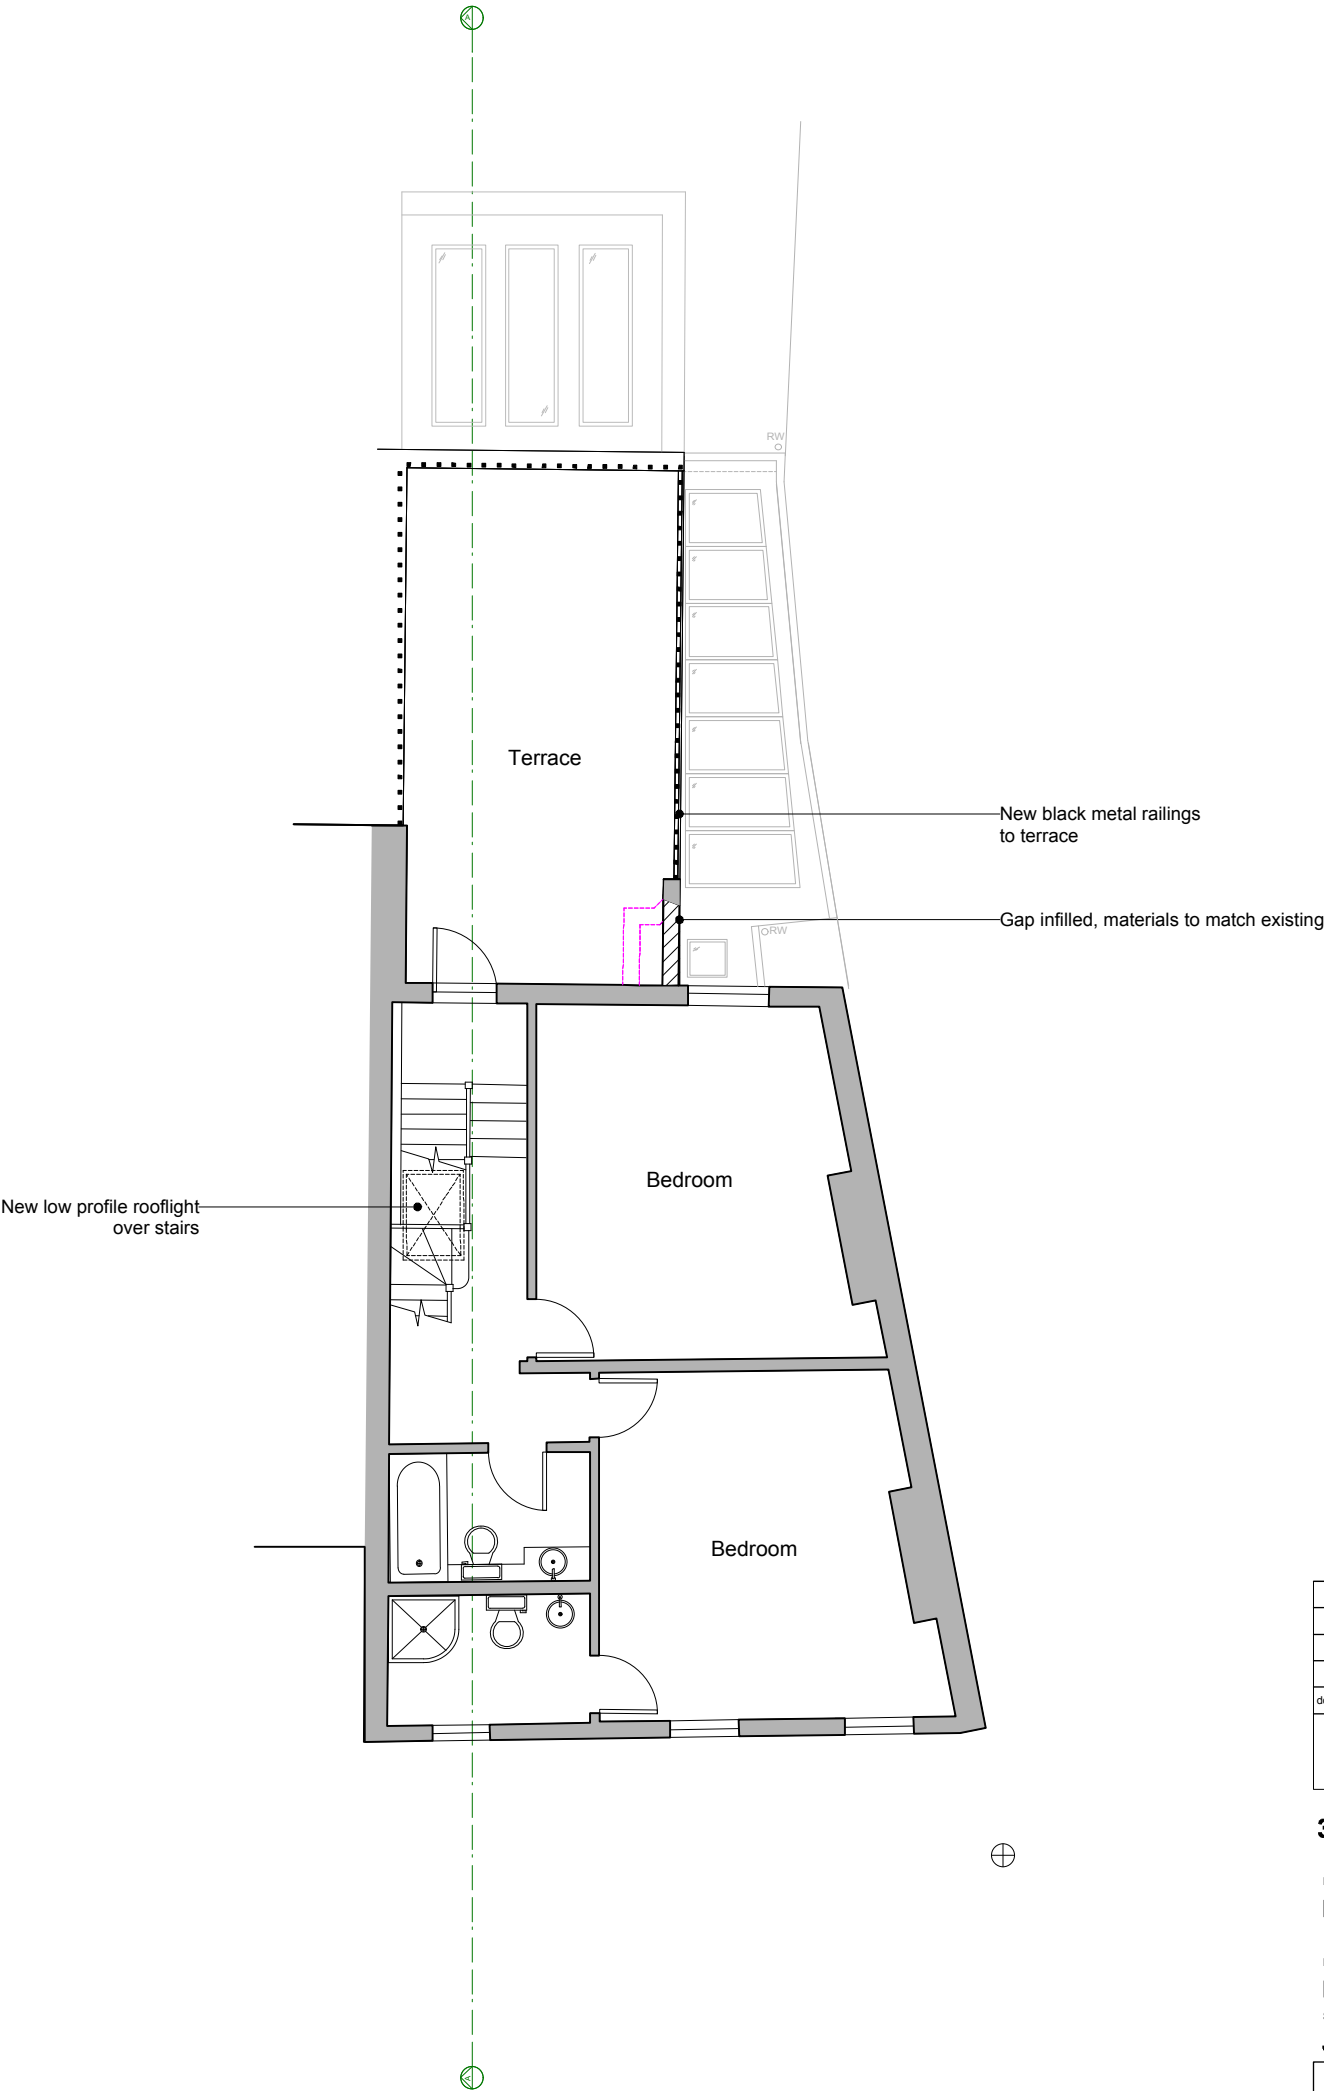 A
RW
Terrace
New black metal railings
to terrace
Gap infilled, materials to match existing
RW
Bedroom
New low profile rooflight
over stairs
Bedroom
A